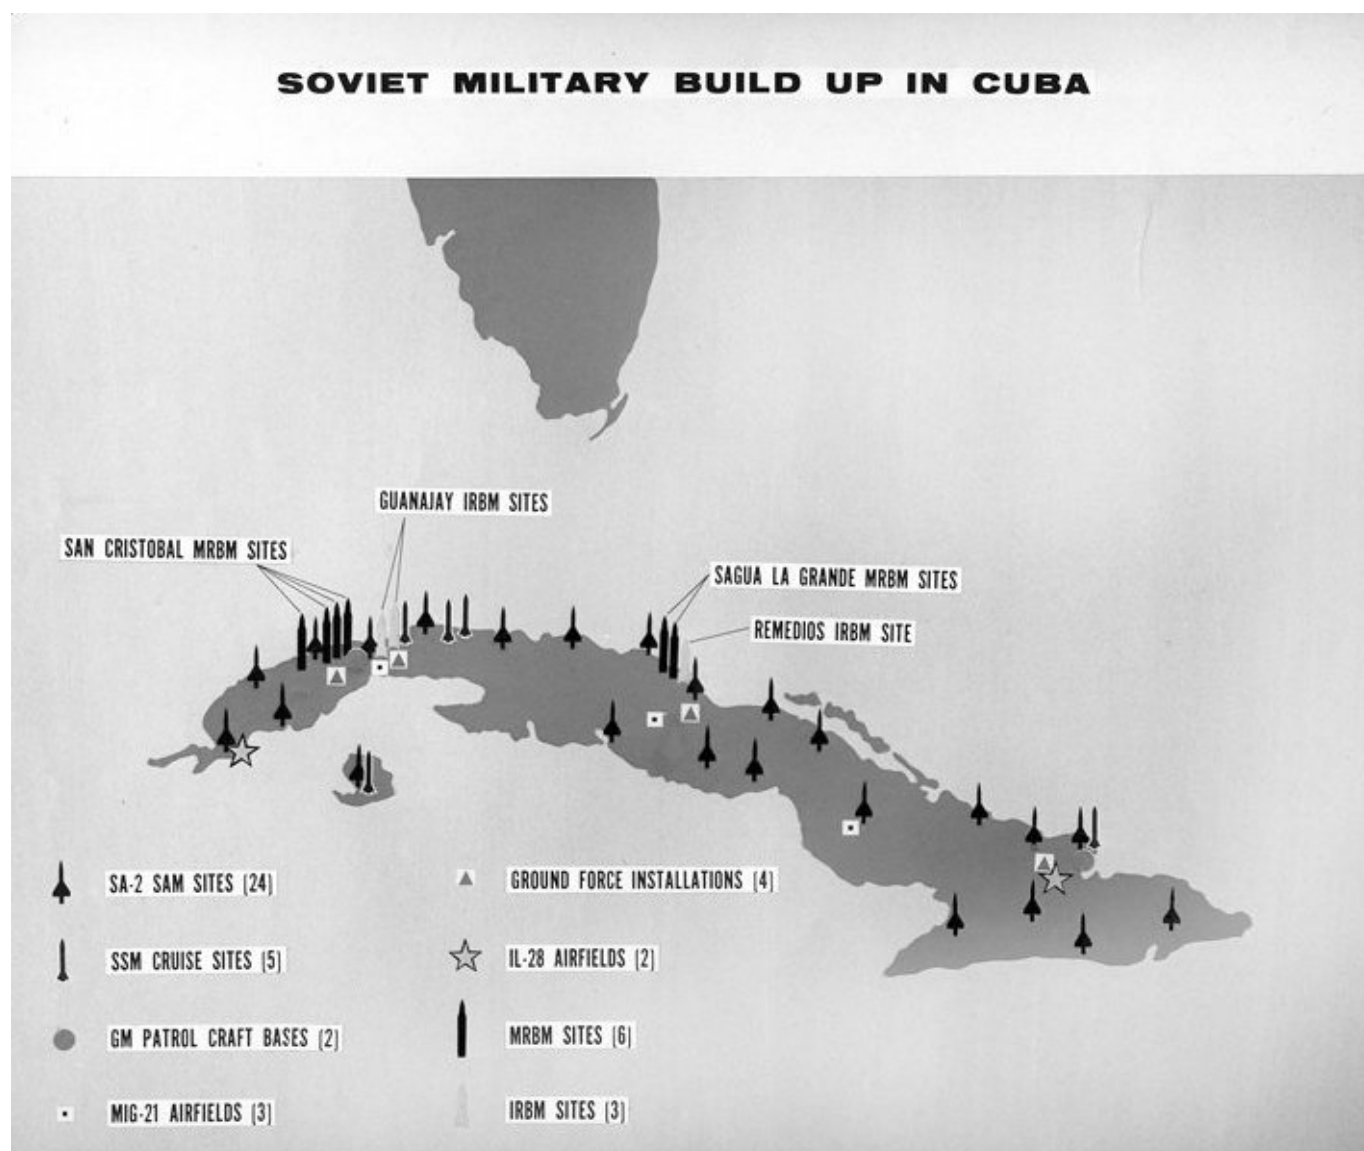 SOVIET MILITARY BUILD UP IN CUBA
GUANAJAY IRBM SITES
SAN CRISTOBAL MRBM SITES
SAGUA LA GRANDE MRBM SITES
REMEDIOS IRBM SITE
SA-2 SAM SITES (24)
SSM CRUISE SITES (5)
GM PATROL CRAFT BASES (2)
MIG-21 AIRFIELDS (3)
GROUND FORCE INSTALLATIONS (4)
IL-28 AIRFIELDS (2)
MRBM SITES (6)
IRBM SITES (3)